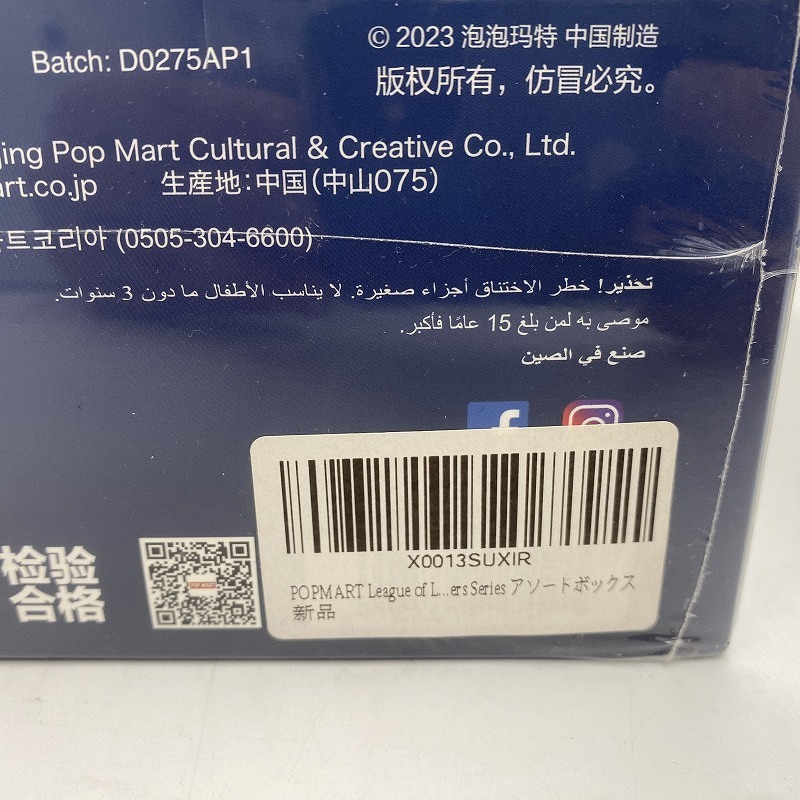 © 2023 泡泡玛特 中国制造
Batch: D0275AP1
版权所有，仿冒必究。
jing Pop Mart Cultural & Creative Co., Ltd.
art.co.jp 生産地：中国（中山075）
트코리아 (0505-304-6600)
تحذير! خطر الاختناق أجزاء صغيرة. لا يناسب الأطفال ما دون 3 سنوات.
موصى به لمن بلغ 15 عامًا فأكبر.
صنع في الصين
检验
合格
POP MART
X0013SUXIR
POPMART League of L...ers Series アソートボックス
新品